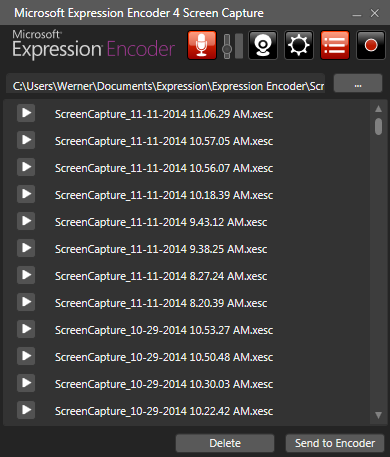 Microsoft Expression Encoder 4 Screen Capture
Microsoft®
Expression® Encoder
C:\Users\Werner\Documents\Expression\Expression Encoder\Scr
...
ScreenCapture_11-11-2014 11.06.29 AM.xesc
ScreenCapture_11-11-2014 10.57.05 AM.xesc
ScreenCapture_11-11-2014 10.56.07 AM.xesc
ScreenCapture_11-11-2014 10.18.39 AM.xesc
ScreenCapture_11-11-2014 9.43.12 AM.xesc
ScreenCapture_11-11-2014 9.38.25 AM.xesc
ScreenCapture_11-11-2014 8.27.24 AM.xesc
ScreenCapture_11-11-2014 8.20.39 AM.xesc
ScreenCapture_10-29-2014 10.53.27 AM.xesc
ScreenCapture_10-29-2014 10.50.48 AM.xesc
ScreenCapture_10-29-2014 10.30.03 AM.xesc
ScreenCapture_10-29-2014 10.22.42 AM.xesc
Delete
Send to Encoder